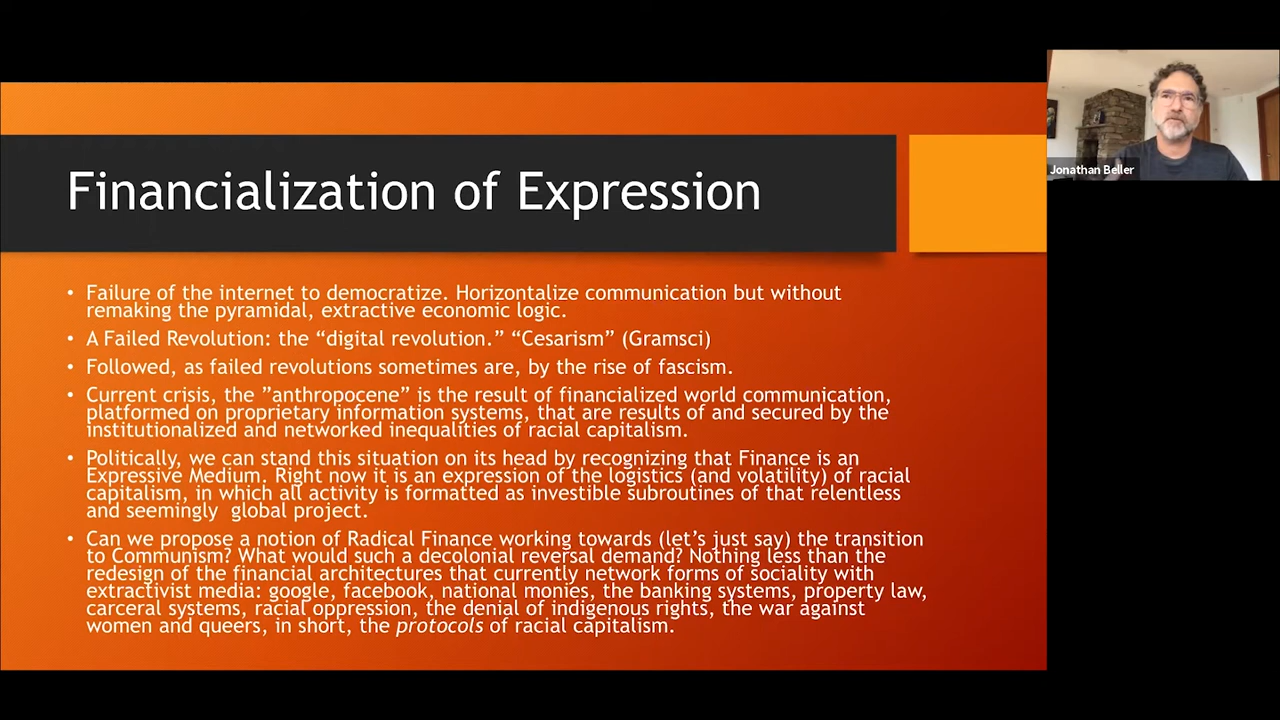 Financialization of Expression
Jonathan Beller
• Failure of the internet to democratize. Horizontalize communication but without
remaking the pyramidal, extractive economic logic.
• A Failed Revolution: the “digital revolution.” “Cesarism” (Gramsci)
• Followed, as failed revolutions sometimes are, by the rise of fascism.
• Current crisis, the ”anthropocene” is the result of financialized world communication,
platformed on proprietary information systems, that are results of and secured by the
institutionalized and networked inequalities of racial capitalism.
• Politically, we can stand this situation on its head by recognizing that Finance is an
Expressive Medium. Right now it is an expression of the logistics (and volatility) of racial
capitalism, in which all activity is formatted as investible subroutines of that relentless
and seemingly  global project.
• Can we propose a notion of Radical Finance working towards (let’s just say) the transition
to Communism? What would such a decolonial reversal demand? Nothing less than the
redesign of the financial architectures that currently network forms of sociality with
extractivist media: google, facebook, national monies, the banking systems, property law,
carceral systems, racial oppression, the denial of indigenous rights, the war against
women and queers, in short, the protocols of racial capitalism.